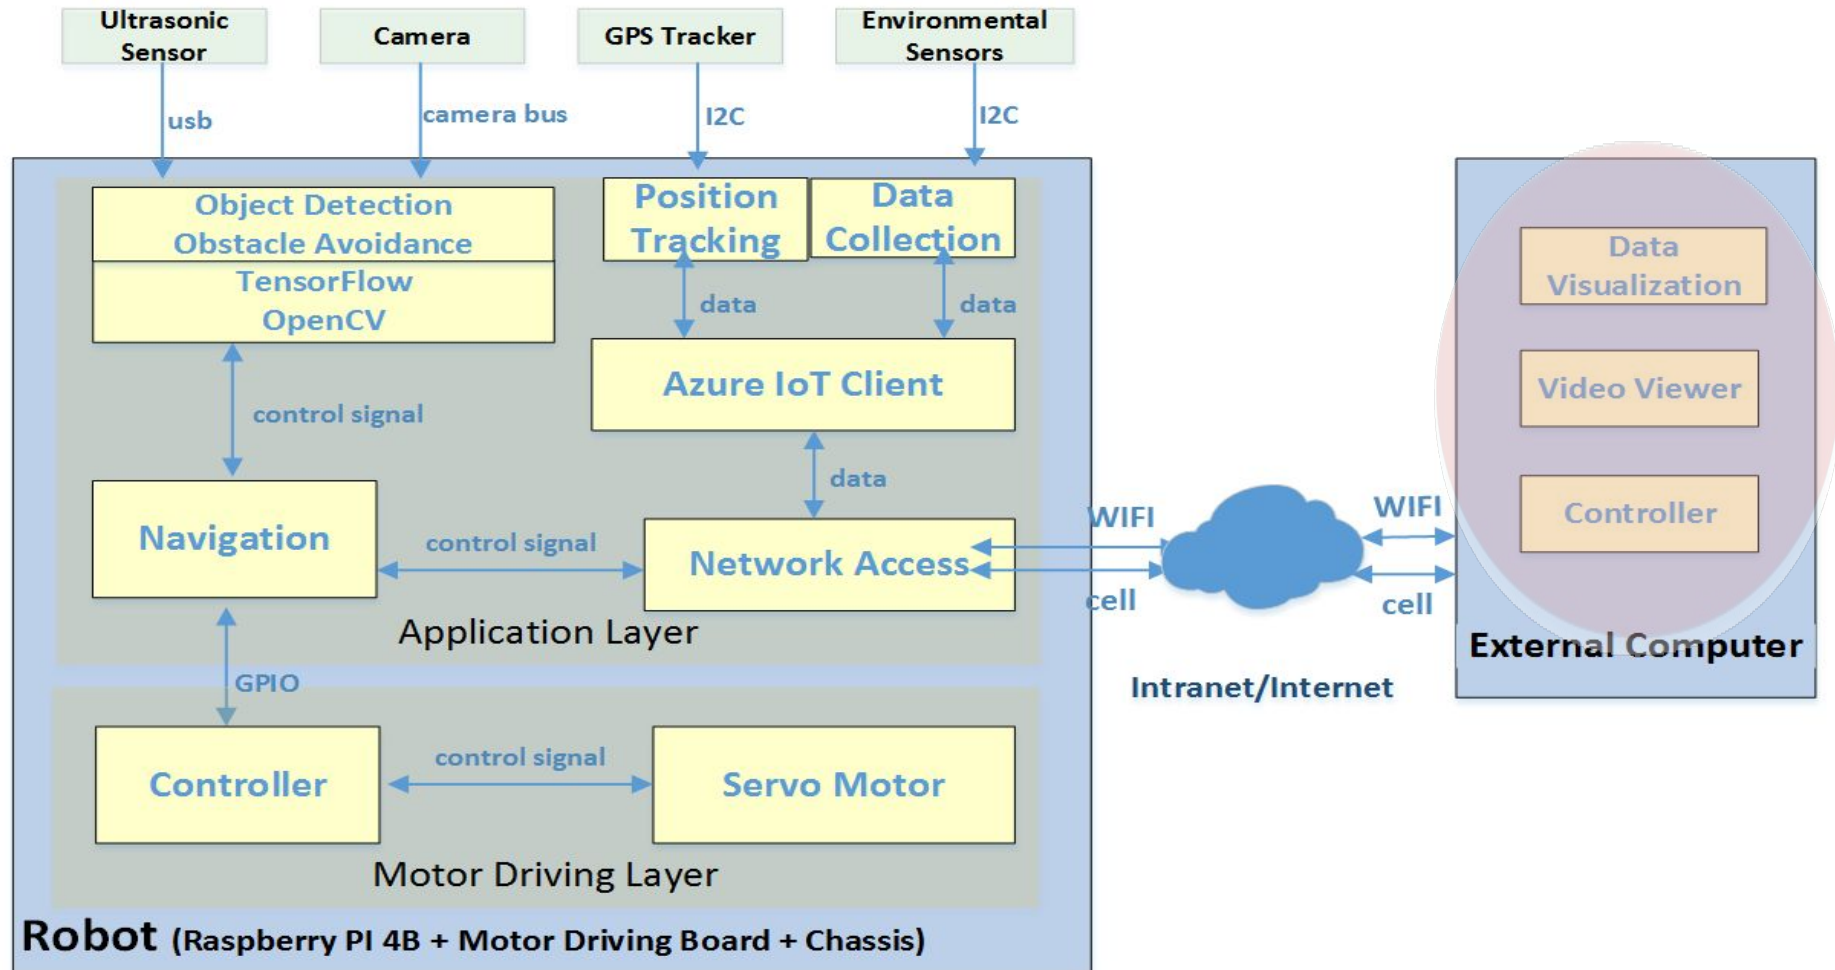 Ultrasonic
Sensor
Camera
GPS Tracker
Environmental
Sensors
usb
camera bus
I2C
I2C
Object Detection
Obstacle Avoidance
TensorFlow
OpenCV
Position
Tracking
Data
Collection
data
data
Azure IoT Client
control signal
data
Navigation
control signal
Network Access
Application Layer
GPIO
Controller
control signal
Servo Motor
Motor Driving Layer
Robot (Raspberry PI 4B + Motor Driving Board + Chassis)
WIFI
cell
Intranet/Internet
WIFI
cell
Data
Visualization
Video Viewer
Controller
External Computer